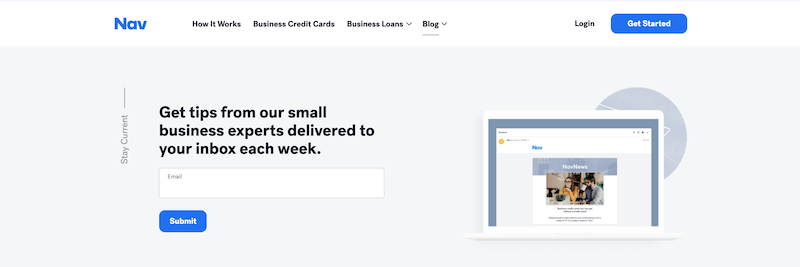 Nav
How It Works
Business Credit Cards
Business Loans
Blog
Login
Get Started
Stay Current
Get tips from our small
business experts delivered to
your inbox each week.
Email
Submit
Nav
NavNews